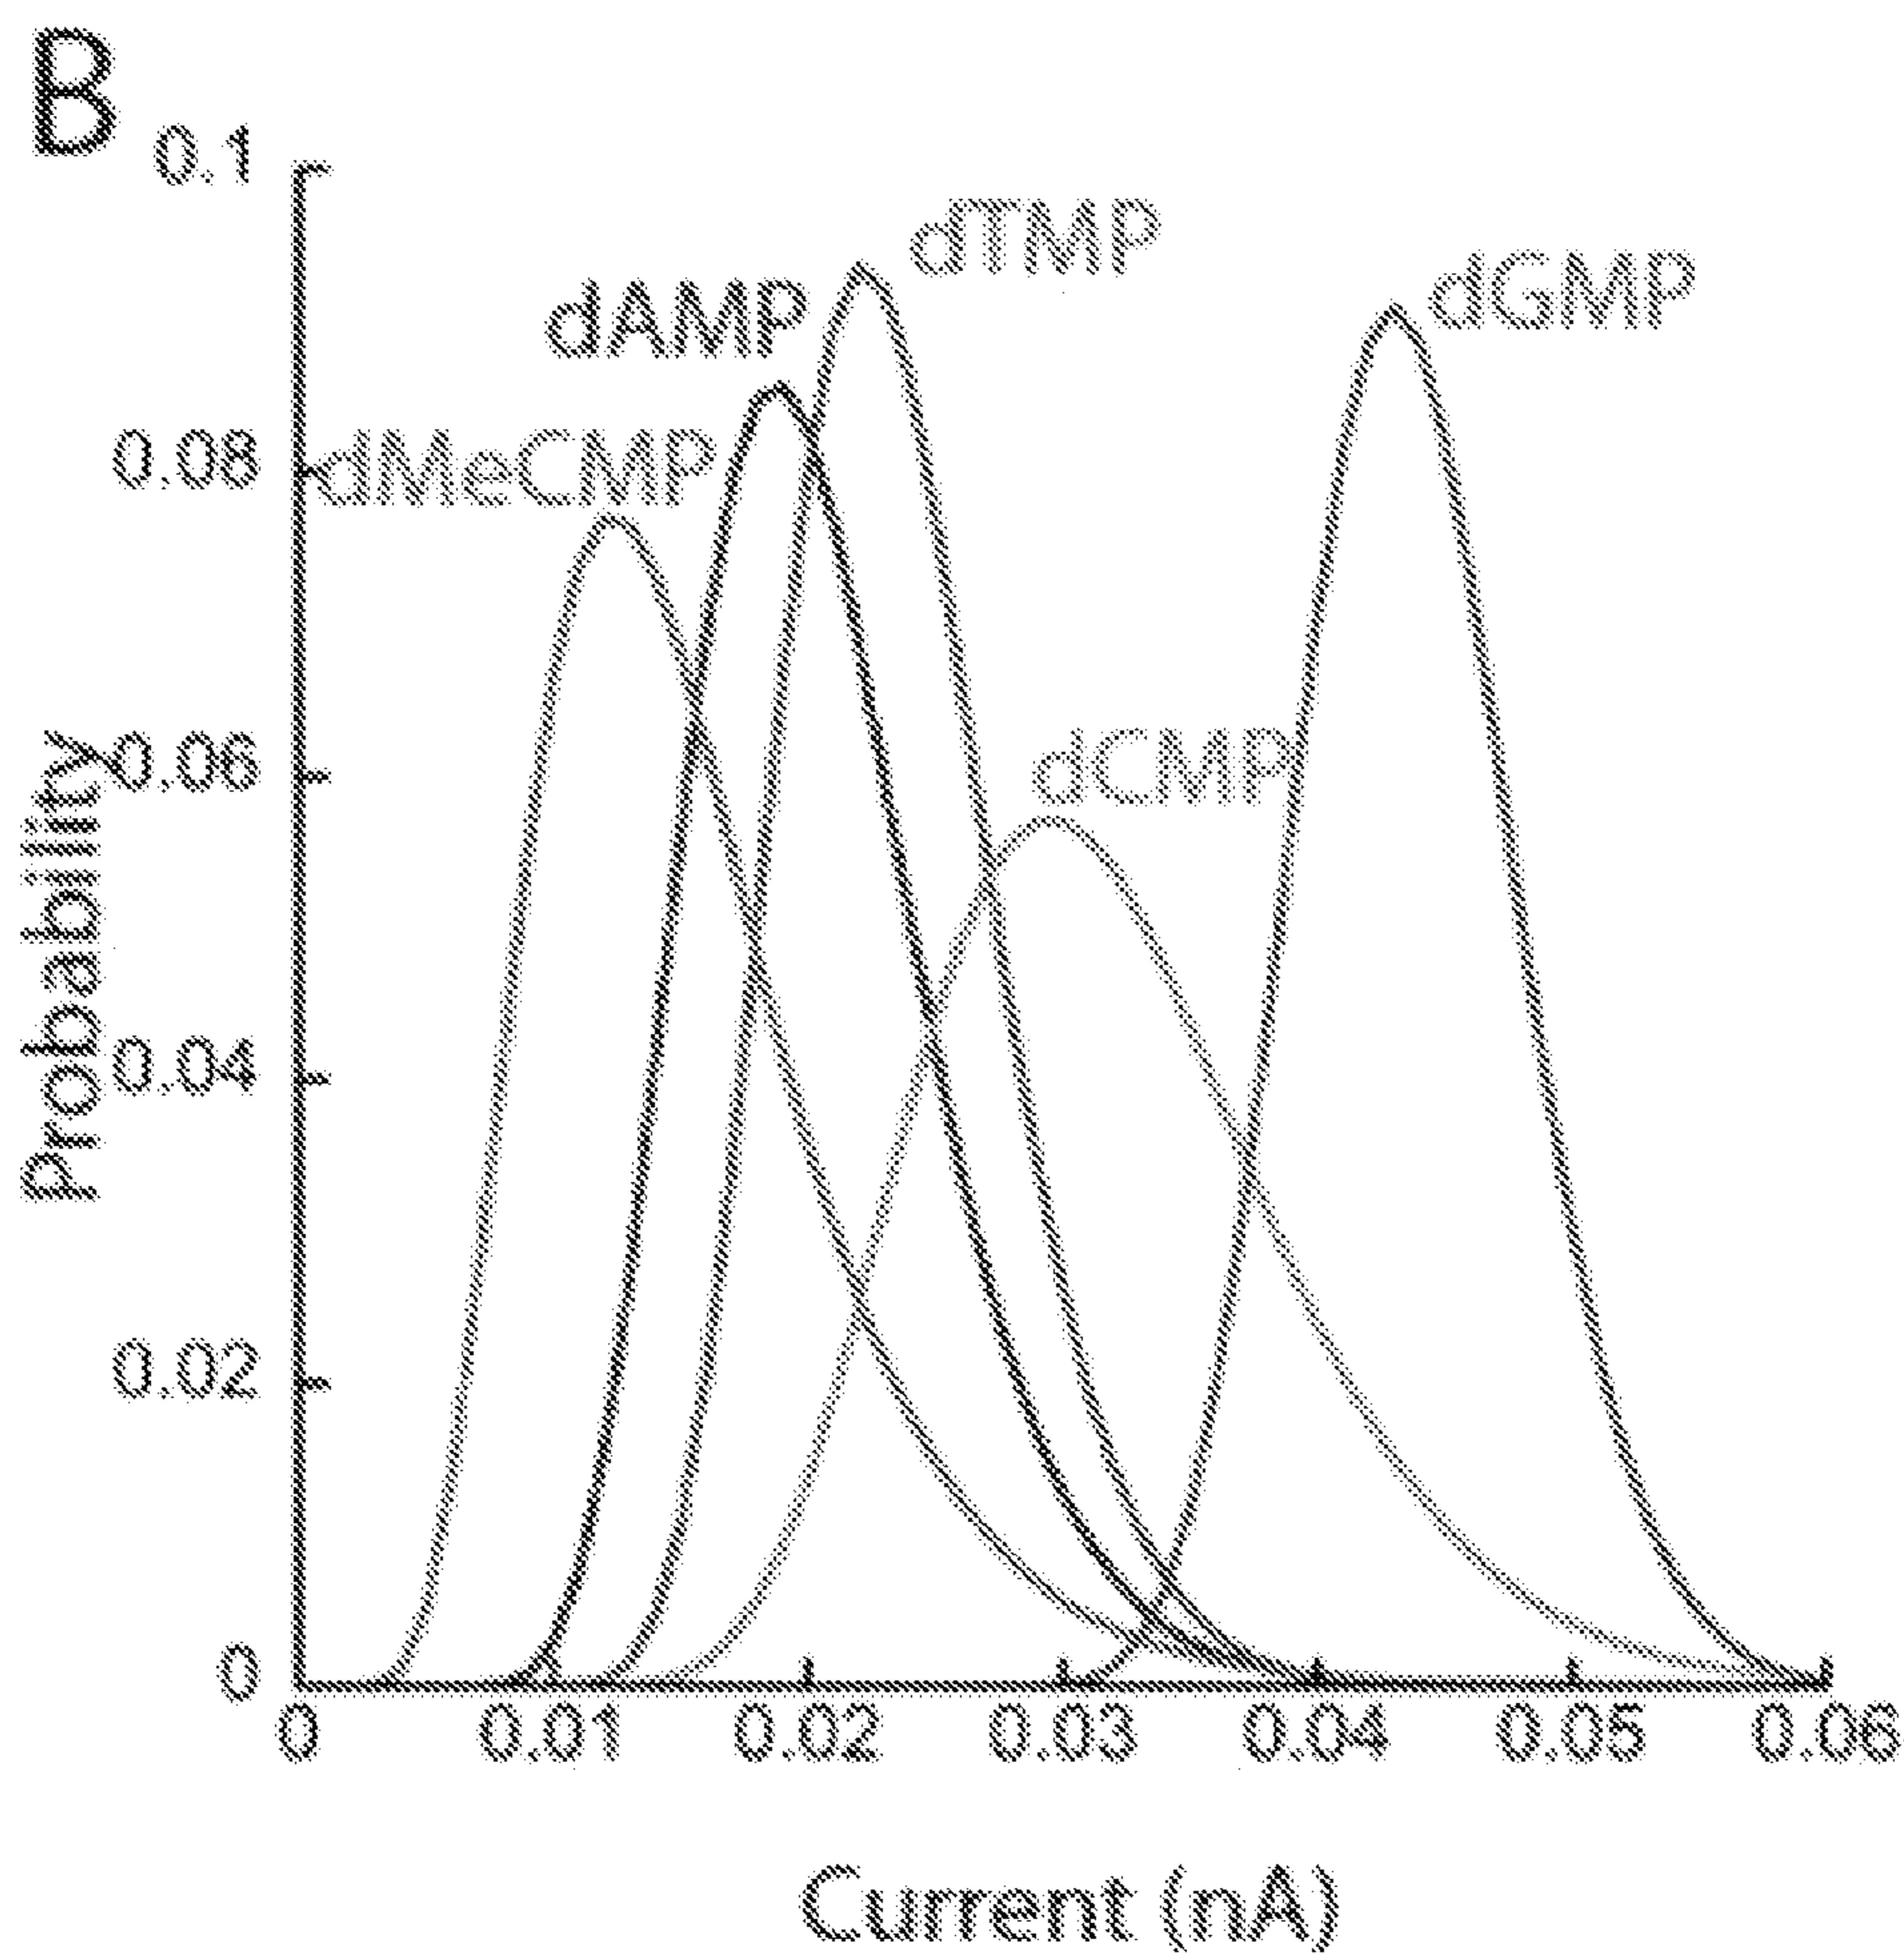 B
0.1
dTMP
dGMP
dAMP
0.08
dMeCMP
0.06
dCMP
Probability
0.04
0.02
0
0 0.01 0.02 0.03 0.04 0.05 0.06
Current (nA)